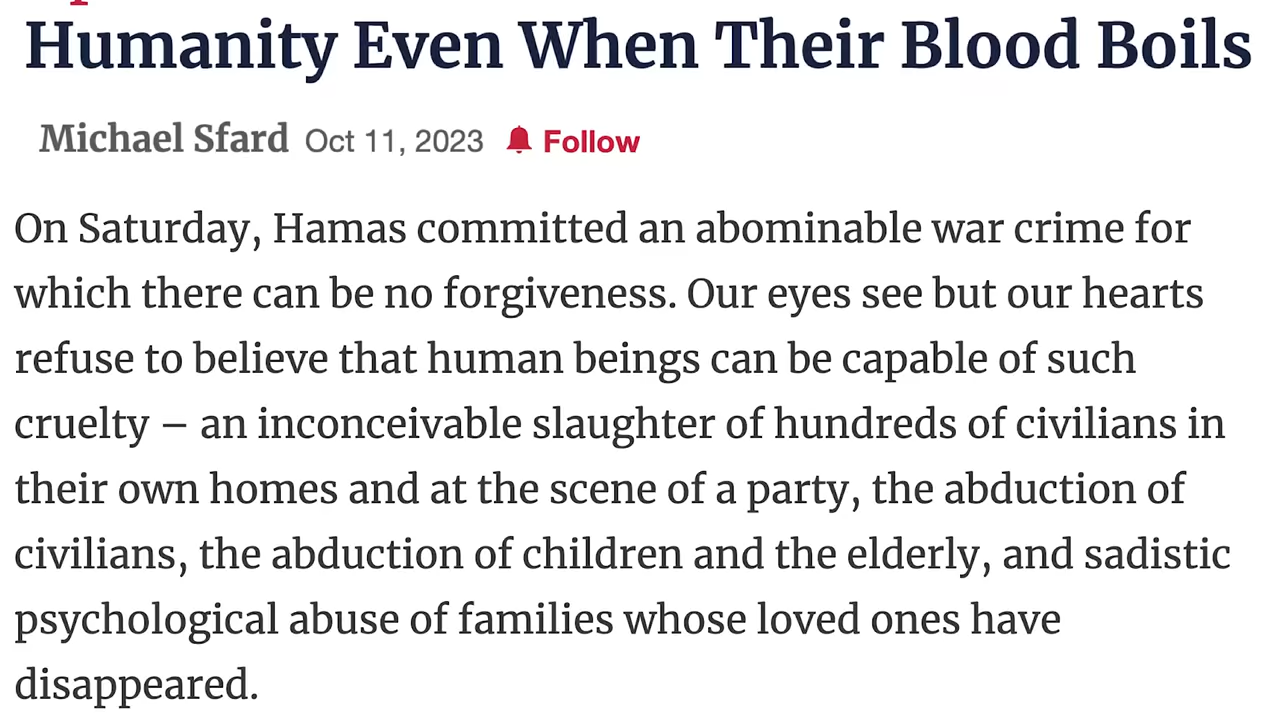 Humanity Even When Their Blood Boils
Michael Sfard Oct 11, 2023 Follow
On Saturday, Hamas committed an abominable war crime for
which there can be no forgiveness. Our eyes see but our hearts
refuse to believe that human beings can be capable of such
cruelty – an inconceivable slaughter of hundreds of civilians in
their own homes and at the scene of a party, the abduction of
civilians, the abduction of children and the elderly, and sadistic
psychological abuse of families whose loved ones have
disappeared.